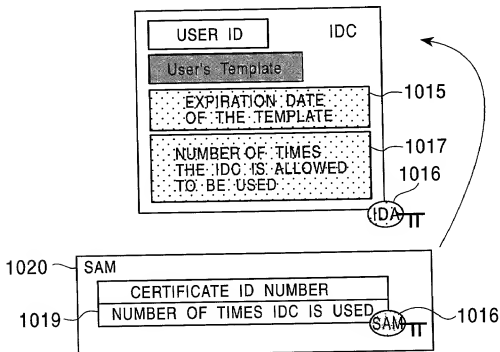 USER ID
IDC
User's Template
EXPIRATION DATE
OF THE TEMPLATE
1015
NUMBER OF TIMES
THE IDC IS ALLOWED
TO BE USED
1017
1016
IDA
1020
SAM
CERTIFICATE ID NUMBER
1019
NUMBER OF TIMES IDC IS USED
SAM
1016